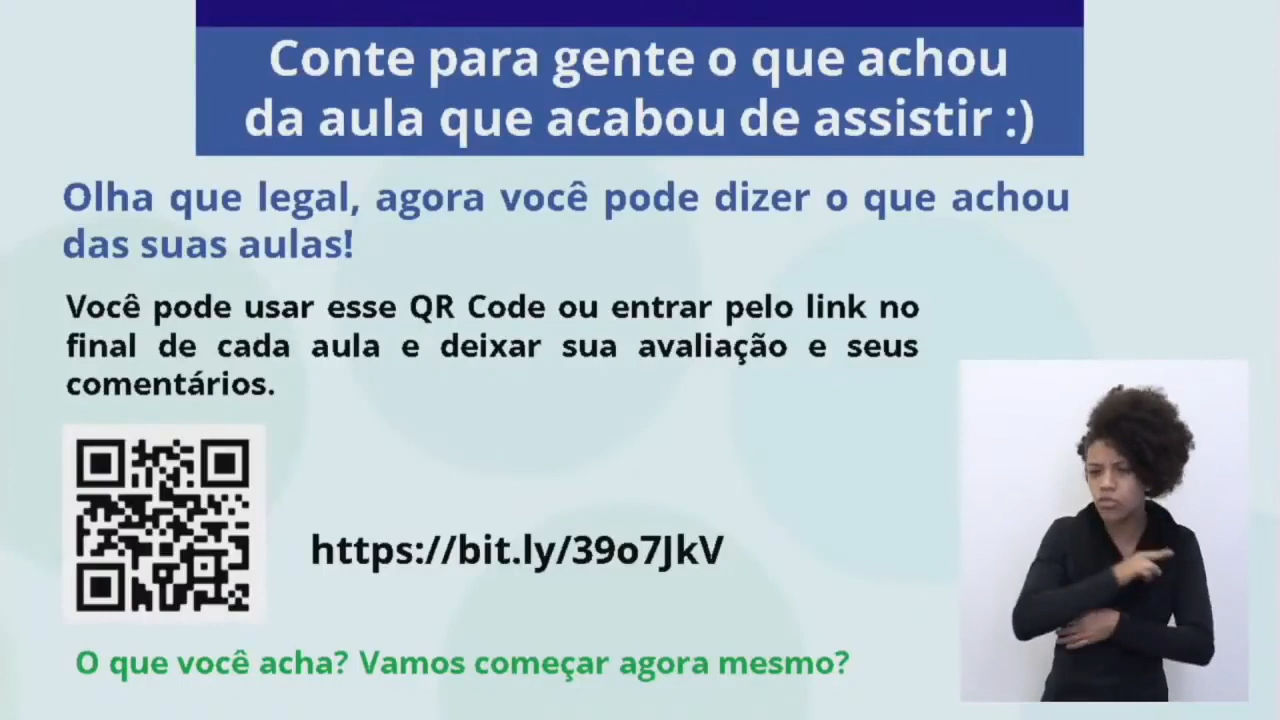 Conte para gente o que achou
da aula que acabou de assistir :)
Olha que legal, agora você pode dizer o que achou
das suas aulas!
Você pode usar esse QR Code ou entrar pelo link no
final de cada aula e deixar sua avaliação e seus
comentários.
https://bit.ly/39o7JkV
O que você acha? Vamos começar agora mesmo?